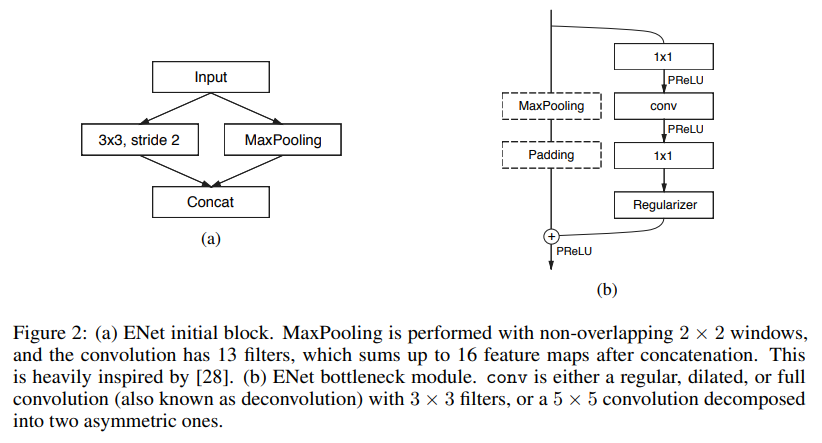 Input
3x3, stride 2
MaxPooling
Concat
(a)
1x1
PReLU
MaxPooling
conv
PReLU
Padding
1x1
Regularizer
+
PReLU
(b)
Figure 2: (a) ENet initial block. MaxPooling is performed with non-overlapping 2 × 2 windows,
and the convolution has 13 filters, which sums up to 16 feature maps after concatenation. This
is heavily inspired by [28]. (b) ENet bottleneck module. conv is either a regular, dilated, or full
convolution (also known as deconvolution) with 3 × 3 filters, or a 5 × 5 convolution decomposed
into two asymmetric ones.